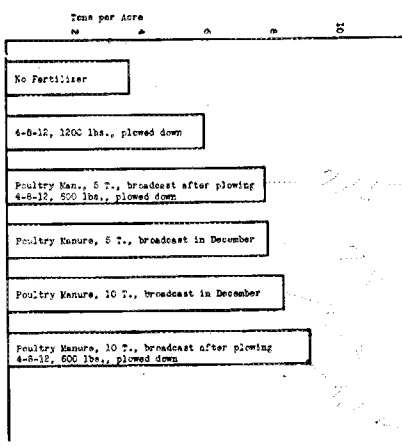 Tons per Acre
2 4 6 8 10
No Fertilizer
4-8-12, 1200 lbs., plowed down
Poultry Man., 5 T., broadcast after plowing
4-8-12, 600 lbs., plowed down
Poultry Manure, 5 T., broadcast in December
Poultry Manure, 10 T., broadcast in December
Poultry Manure, 10 T., broadcast after plowing
4-8-12, 600 lbs., plowed down